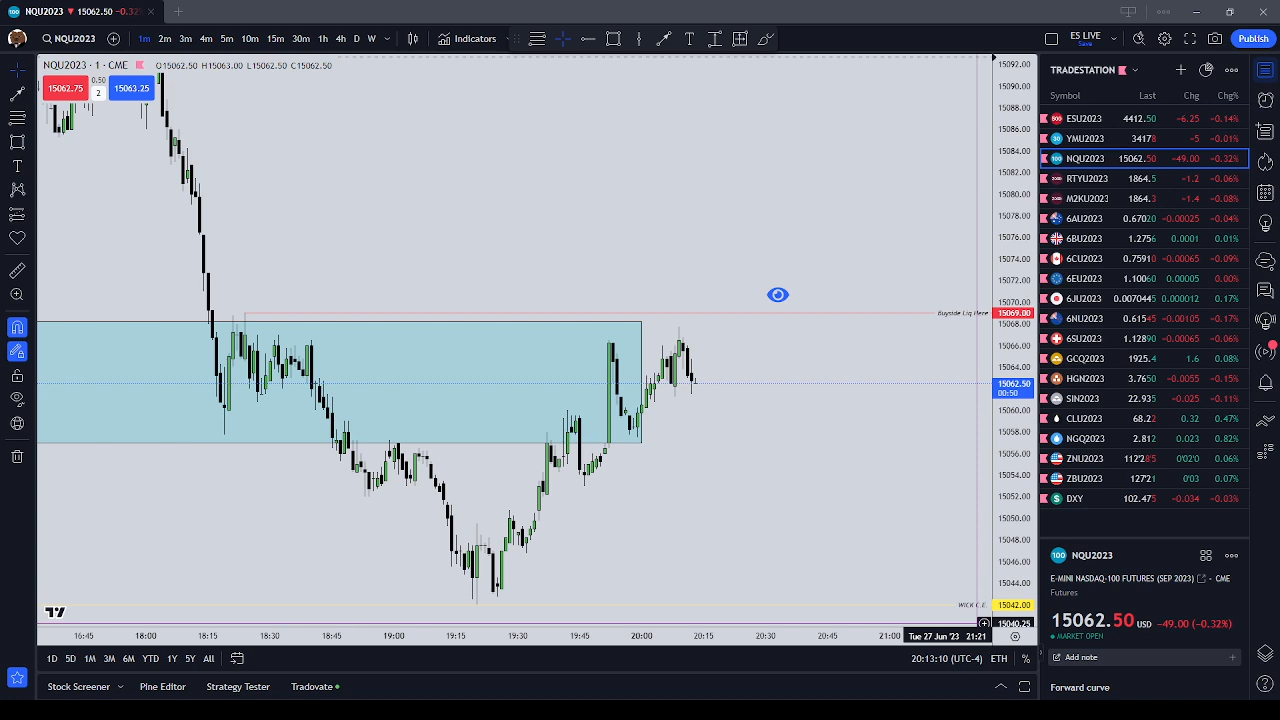 NQU2023 ▼ 15062.50 −0.32%
NQU2023
1m 2m 3m 4m 5m 10m 15m 30m 1h 4h D W
Indicators
ES LIVE
Save
Publish
NQU2023 · 1 · CME
O15062.50 H15063.00 L15062.50 C15062.50
15062.75
0.50
2
15063.25
Buyside Liq Here
WICK C.E.
15092.00
15090.00
15088.00
15086.00
15084.00
15082.00
15080.00
15078.00
15076.00
15074.00
15072.00
15070.00
15069.00
15068.00
15066.00
15064.00
15062.50
00:50
15060.00
15058.00
15056.00
15054.00
15052.00
15050.00
15048.00
15046.00
15044.00
15042.00
15040.25
16:45 18:00 18:15 18:30 18:45 19:00 19:15 19:30 19:45 20:00 20:15 20:30 20:45 21:00
Tue 27 Jun '23 21:21
1D 5D 1M 3M 6M YTD 1Y 5Y All
20:13:10 (UTC-4) ETH %
Stock Screener Pine Editor Strategy Tester Tradovate
TRADESTATION
Symbol Last Chg Chg%
ESU2023 4412.50 −6.25 −0.14%
YMU2023 34178 −5 −0.01%
NQU2023 15062.50 −49.00 −0.32%
RTYU2023 1864.5 −1.2 −0.06%
M2KU2023 1864.3 −1.4 −0.08%
6AU2023 0.67020 −0.00025 −0.04%
6BU2023 1.2756 0.0001 0.01%
6CU2023 0.75910 −0.00065 −0.09%
6EU2023 1.10060 0.00005 0.00%
6JU2023 0.0070445 0.000012 0.17%
6NU2023 0.61545 −0.00105 −0.17%
6SU2023 1.12890 −0.00065 −0.06%
GCQ2023 1925.4 1.6 0.08%
HGN2023 3.7650 −0.0055 −0.15%
SIN2023 22.935 −0.025 −0.11%
CLU2023 68.22 0.32 0.47%
NGQ2023 2.812 0.023 0.82%
ZNU2023 112'28'5 0'02'0 0.06%
ZBU2023 127'21 0'03 0.07%
DXY 102.475 −0.034 −0.03%
NQU2023
E-MINI NASDAQ-100 FUTURES (SEP 2023) · CME
Futures
15062.50 USD −49.00 (−0.32%)
MARKET OPEN
Add note
Forward curve